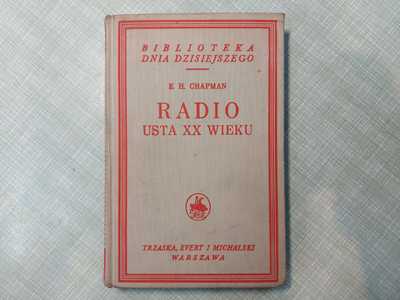 BIBLIOTEKA
DNIA DZISIEJSZEGO
E. H. CHAPMAN
RADIO
USTA XX WIEKU
TRZASKA, EVERT I MICHALSKI
WARSZAWA